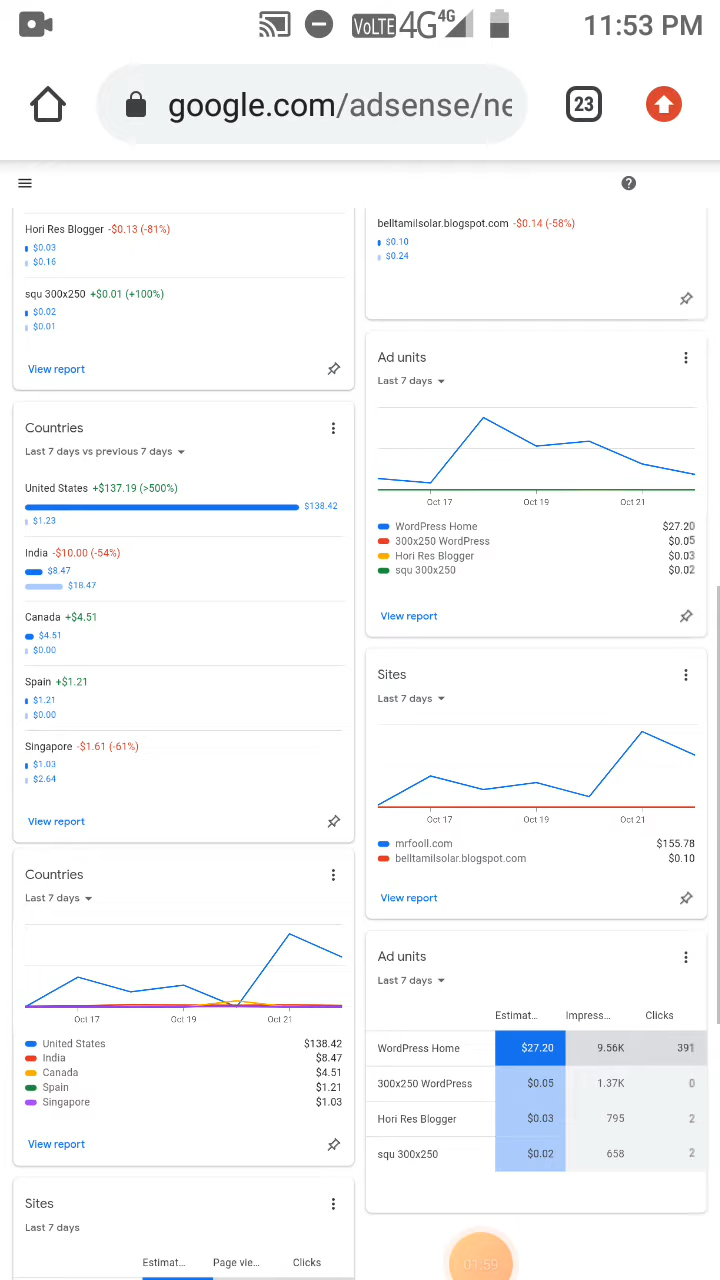 VoLTE 4G 4G 11:53 PM
google.com/adsense/ne
23
Hori Res Blogger -$0.13 (-81%)
$0.03
$0.16
squ 300x250 +$0.01 (+100%)
$0.02
$0.01
View report
belltamilsolar.blogspot.com -$0.14 (-58%)
$0.10
$0.24
Countries
Last 7 days vs previous 7 days
United States +$137.19 (>500%)
$138.42
$1.23
India -$10.00 (-54%)
$8.47
$18.47
Canada +$4.51
$4.51
$0.00
Spain +$1.21
$1.21
$0.00
Singapore -$1.61 (-61%)
$1.03
$2.64
View report
Ad units
Last 7 days
Oct 17 Oct 19 Oct 21
WordPress Home $27.20
300x250 WordPress $0.05
Hori Res Blogger $0.03
squ 300x250 $0.02
View report
Sites
Last 7 days
Oct 17 Oct 19 Oct 21
mrfooll.com $155.78
belltamilsolar.blogspot.com $0.10
View report
Countries
Last 7 days
Oct 17 Oct 19 Oct 21
United States $138.42
India $8.47
Canada $4.51
Spain $1.21
Singapore $1.03
View report
Ad units
Last 7 days
Estimat... Impress... Clicks
WordPress Home $27.20 9.56K 391
300x250 WordPress $0.05 1.37K 0
Hori Res Blogger $0.03 795 2
squ 300x250 $0.02 658 2
Sites
Last 7 days
Estimat... Page vie... Clicks
01:59